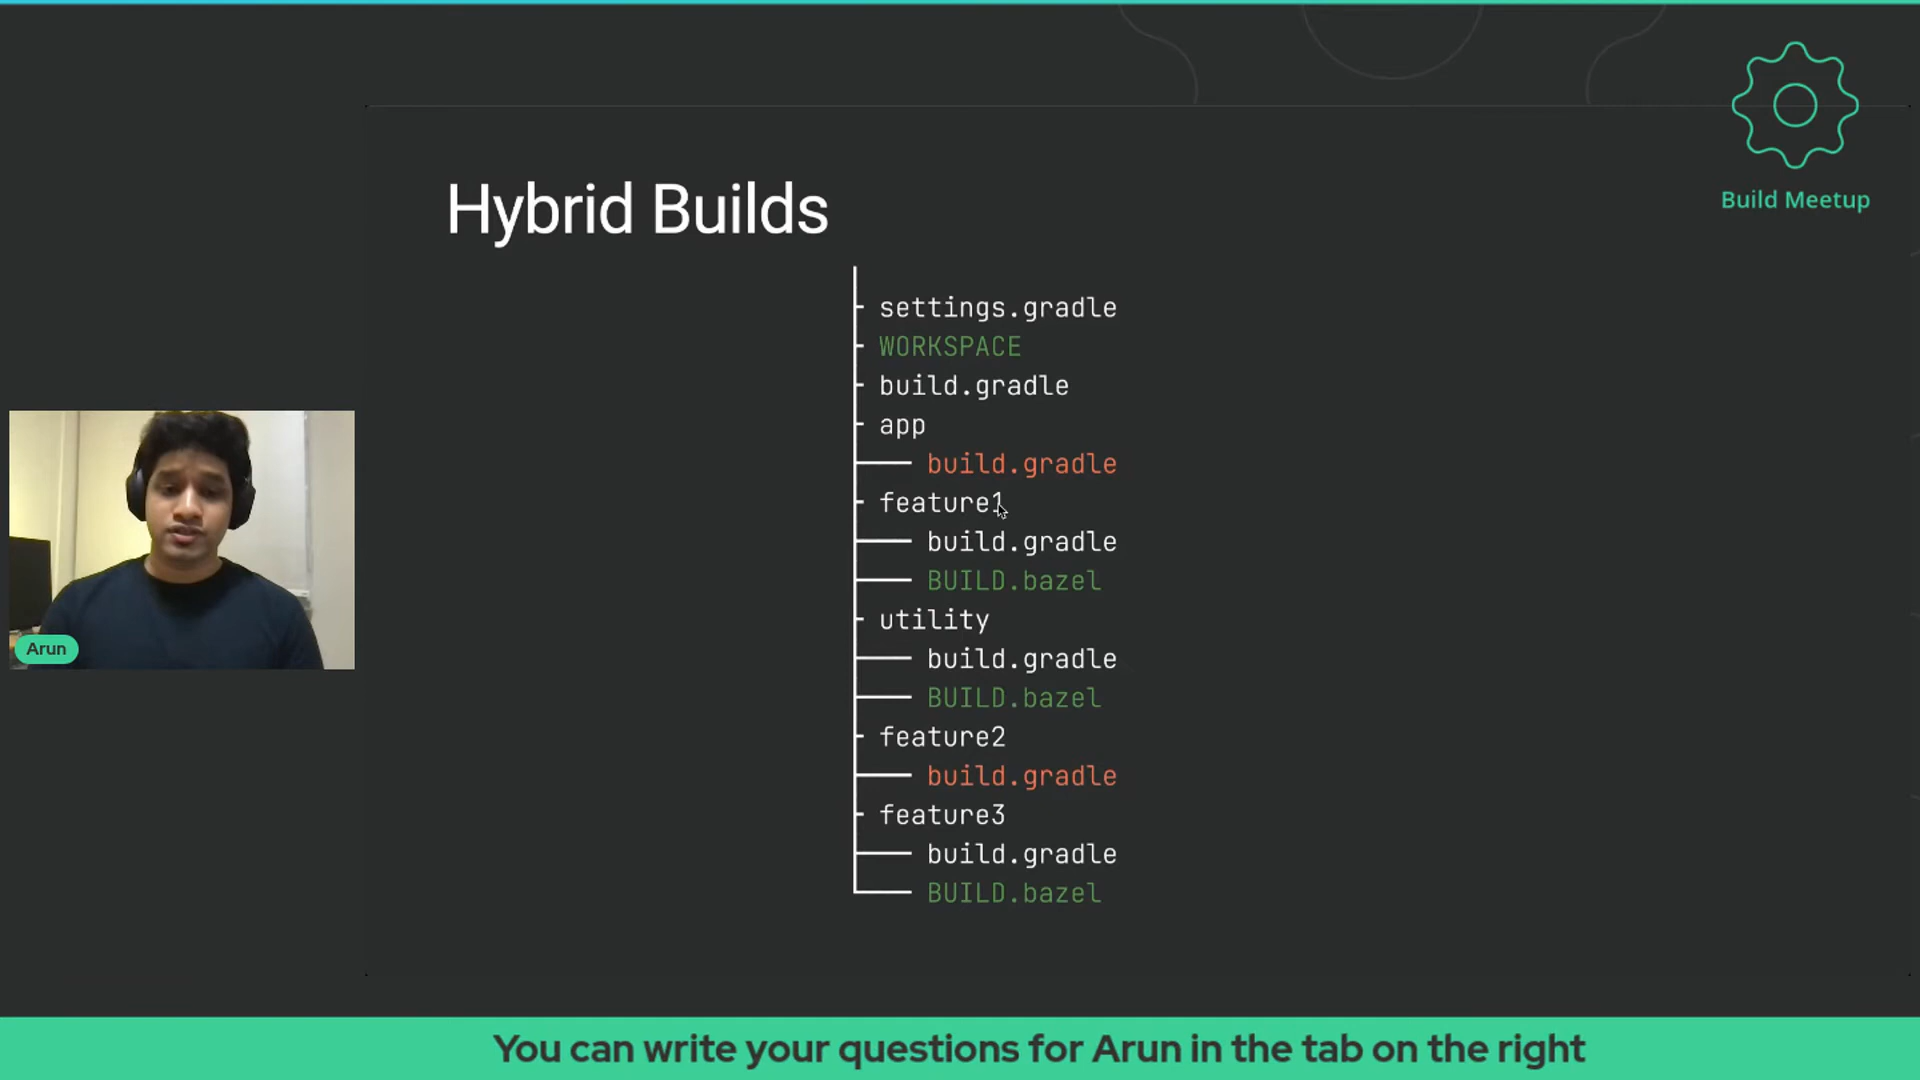 Build Meetup
Hybrid Builds
settings.gradle
WORKSPACE
build.gradle
app
build.gradle
feature1
build.gradle
BUILD.bazel
utility
build.gradle
BUILD.bazel
feature2
build.gradle
feature3
build.gradle
BUILD.bazel
Arun
You can write your questions for Arun in the tab on the right